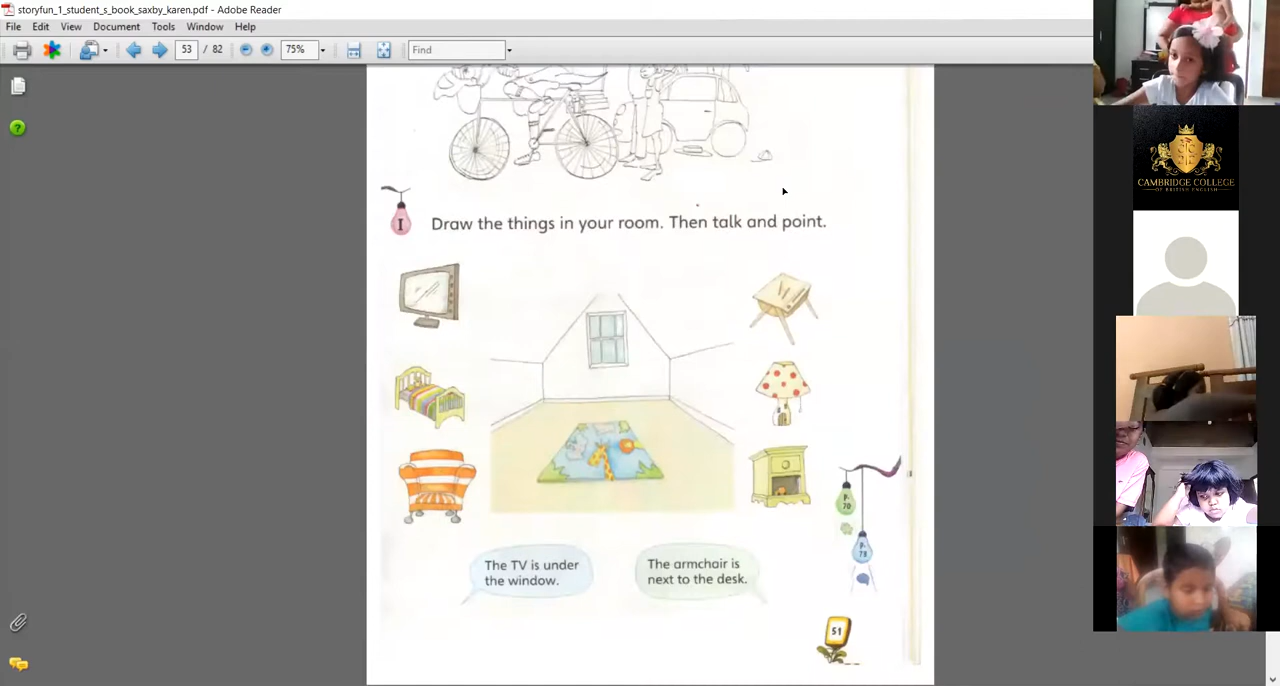 storyfun_1_student_s_book_saxby_karen.pdf - Adobe Reader
File Edit View Document Tools Window Help
53 / 82 75% Find
CAMBRIDGE COLLEGE
OF BRITISH ENGLISH
I Draw the things in your room. Then talk and point.
P.
70
P.
78
The TV is under
the window.
The armchair is
next to the desk.
51